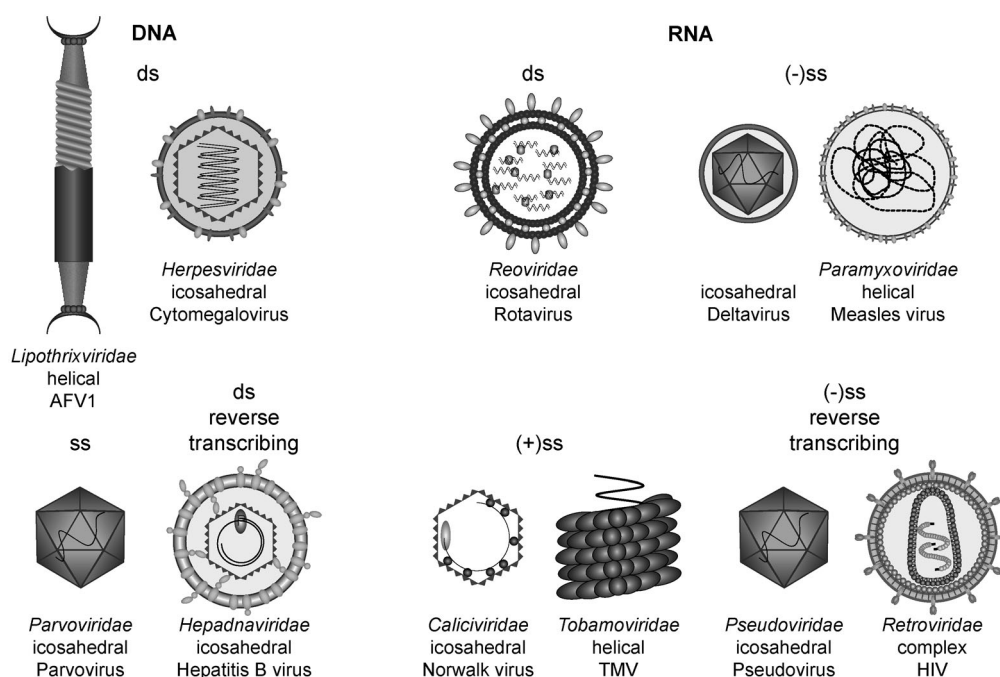 DNA
ds
Herpesviridae
icosahedral
Cytomegalovirus
Lipothrixviridae
helical
AFV1
ss
Parvoviridae
icosahedral
Parvovirus
ds
reverse
transcribing
Hepadnaviridae
icosahedral
Hepatitis B virus
RNA
ds
Reoviridae
icosahedral
Rotavirus
(-)ss
icosahedral
Deltavirus
Paramyxoviridae
helical
Measles virus
(+)ss
Caliciviridae
icosahedral
Norwalk virus
Tobamoviridae
helical
TMV
(-)ss
reverse
transcribing
Pseudoviridae
icosahedral
Pseudovirus
Retroviridae
complex
HIV